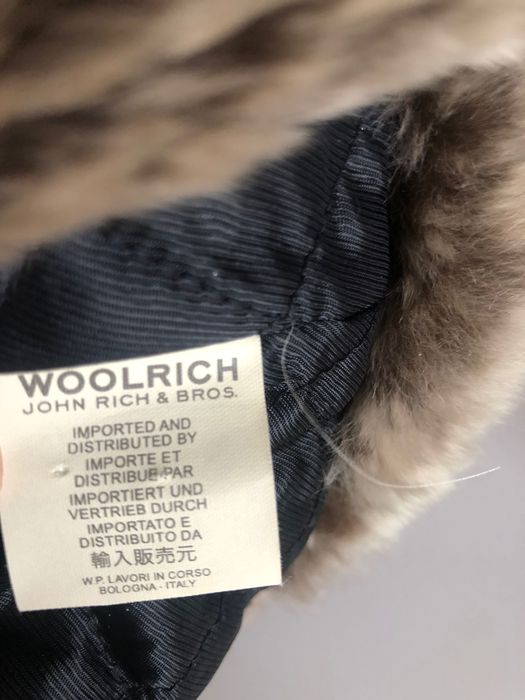 WOOLRICH
JOHN RICH & BROS.
IMPORTED AND
DISTRIBUTED BY
IMPORTE ET
DISTRIBUE PAR
IMPORTIERT UND
VERTRIEB DURCH
IMPORTATO E
DISTRIBUITO DA
輸入販売元
W.P. LAVORI IN CORSO
BOLOGNA - ITALY